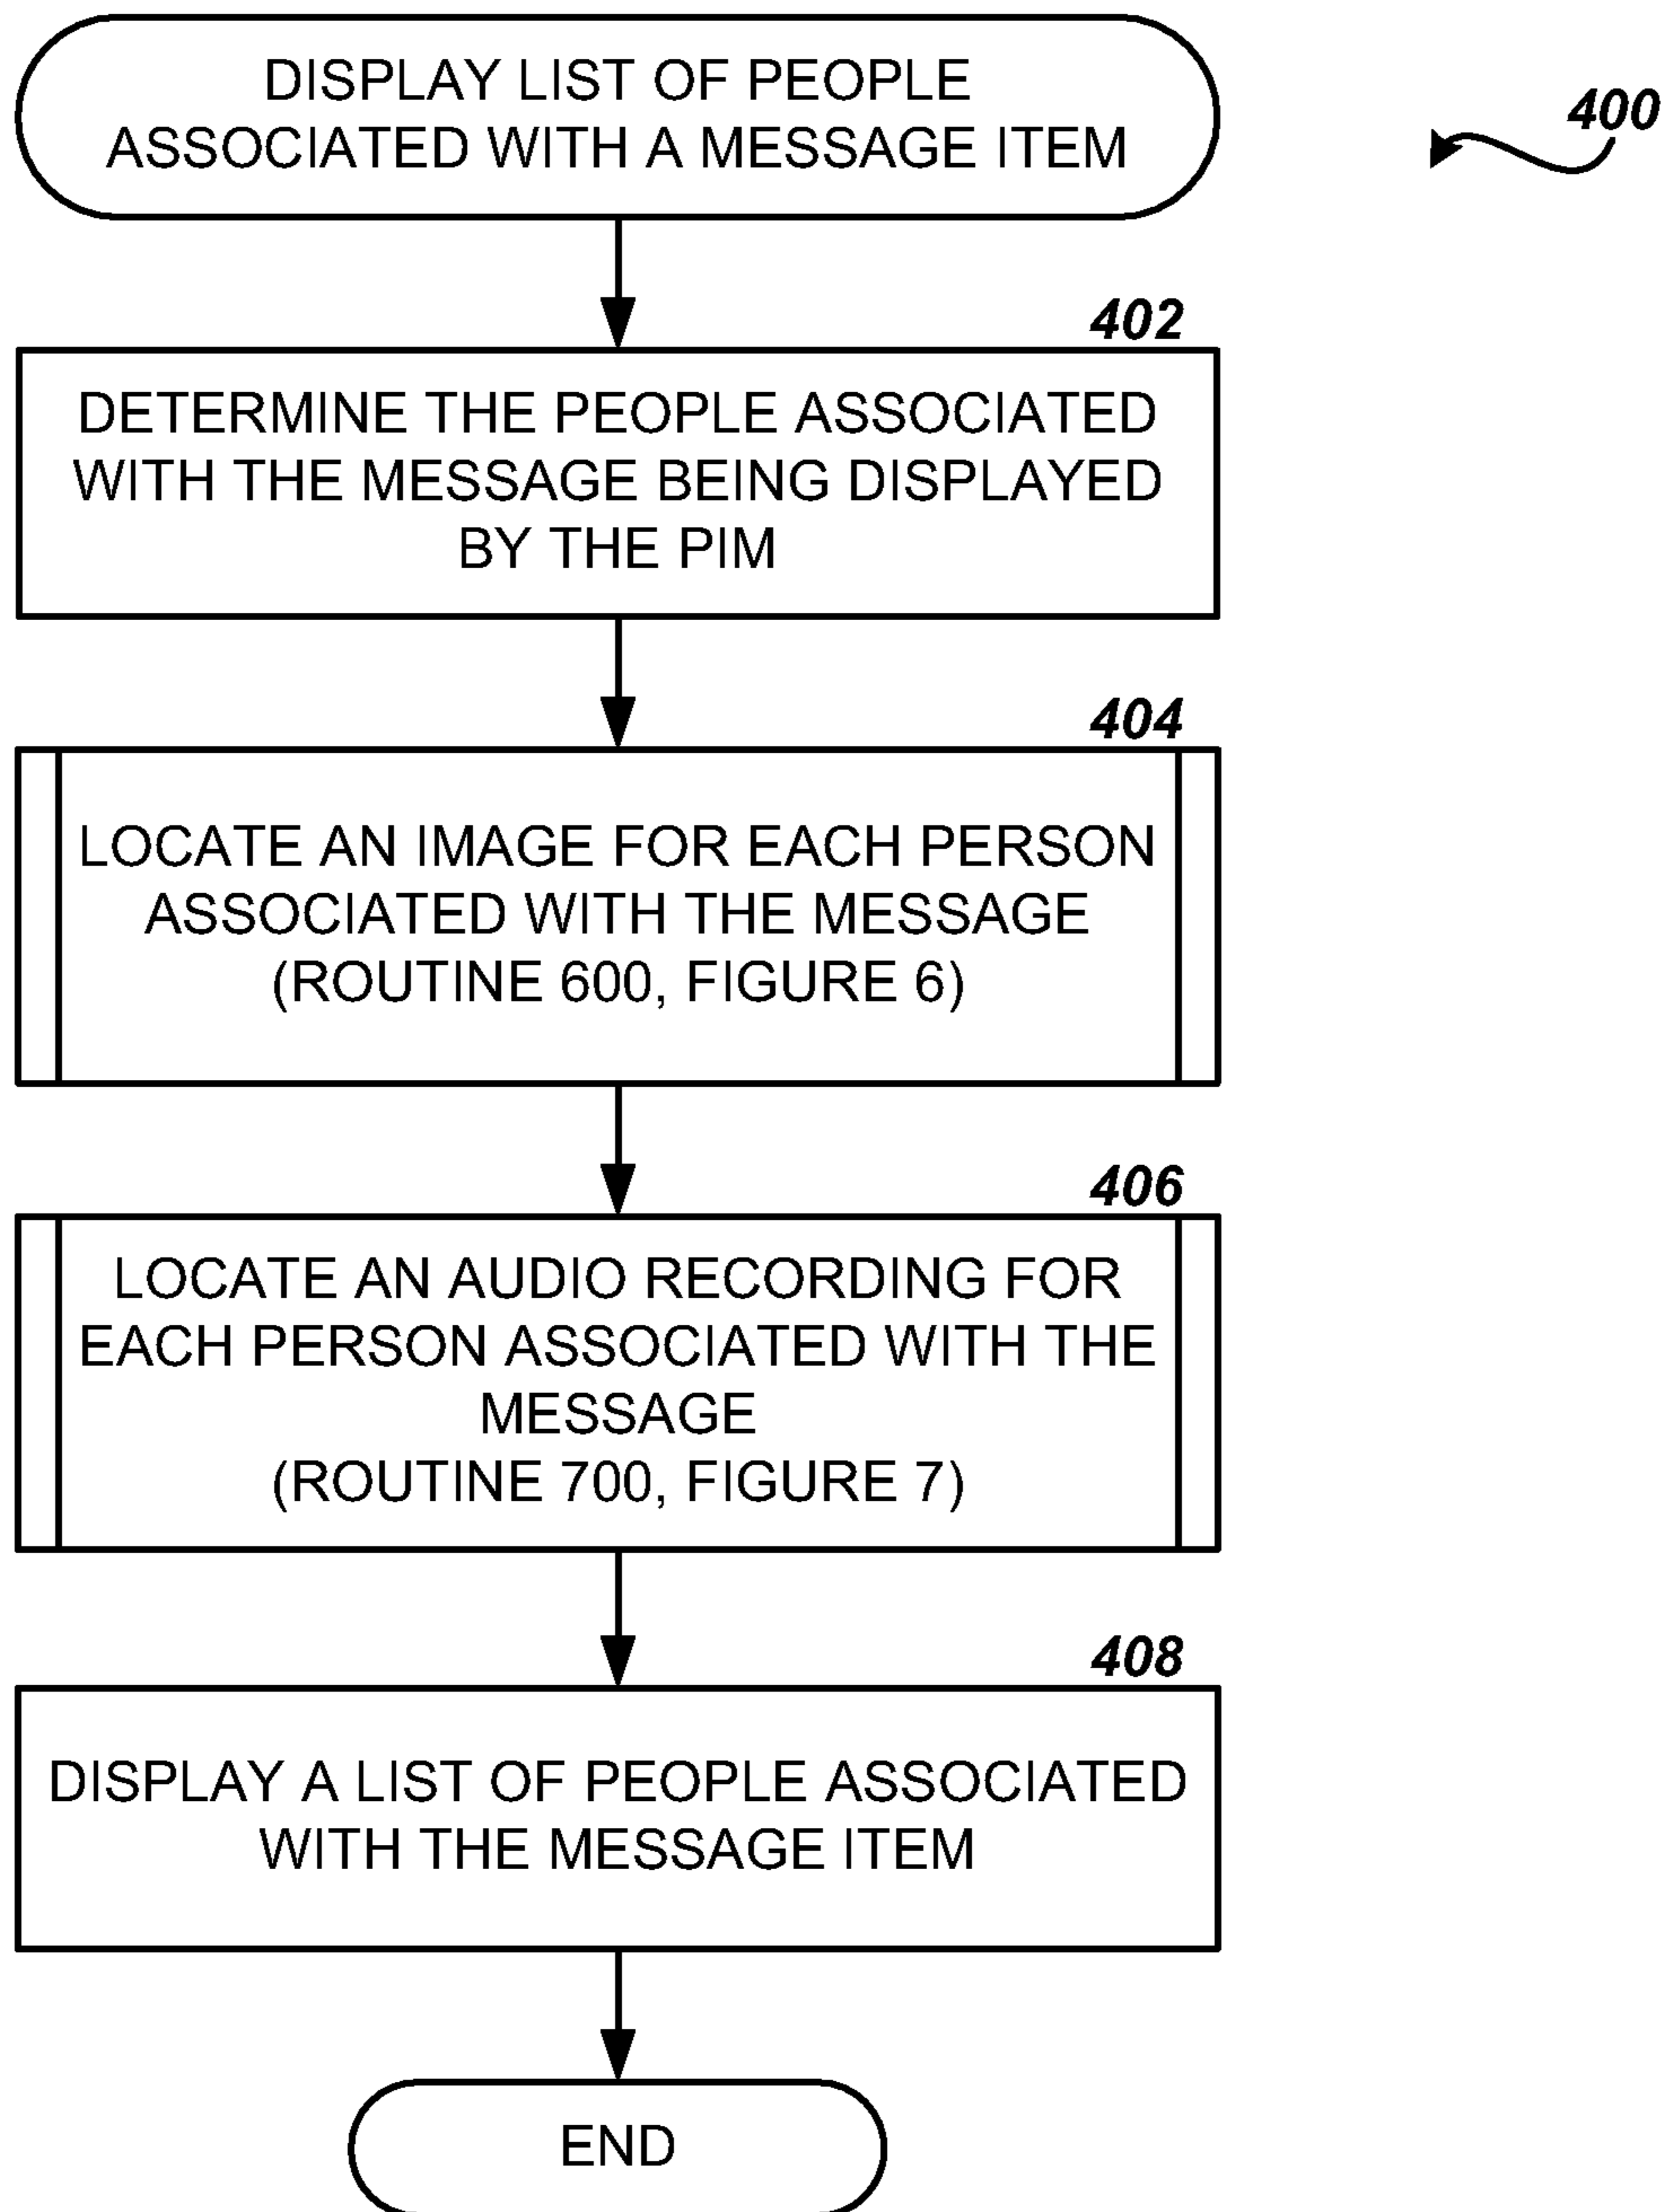 DISPLAY LIST OF PEOPLE
ASSOCIATED WITH A MESSAGE ITEM
400
402
DETERMINE THE PEOPLE ASSOCIATED
WITH THE MESSAGE BEING DISPLAYED
BY THE PIM
404
LOCATE AN IMAGE FOR EACH PERSON
ASSOCIATED WITH THE MESSAGE
(ROUTINE 600, FIGURE 6)
406
LOCATE AN AUDIO RECORDING FOR
EACH PERSON ASSOCIATED WITH THE
MESSAGE
(ROUTINE 700, FIGURE 7)
408
DISPLAY A LIST OF PEOPLE ASSOCIATED
WITH THE MESSAGE ITEM
END